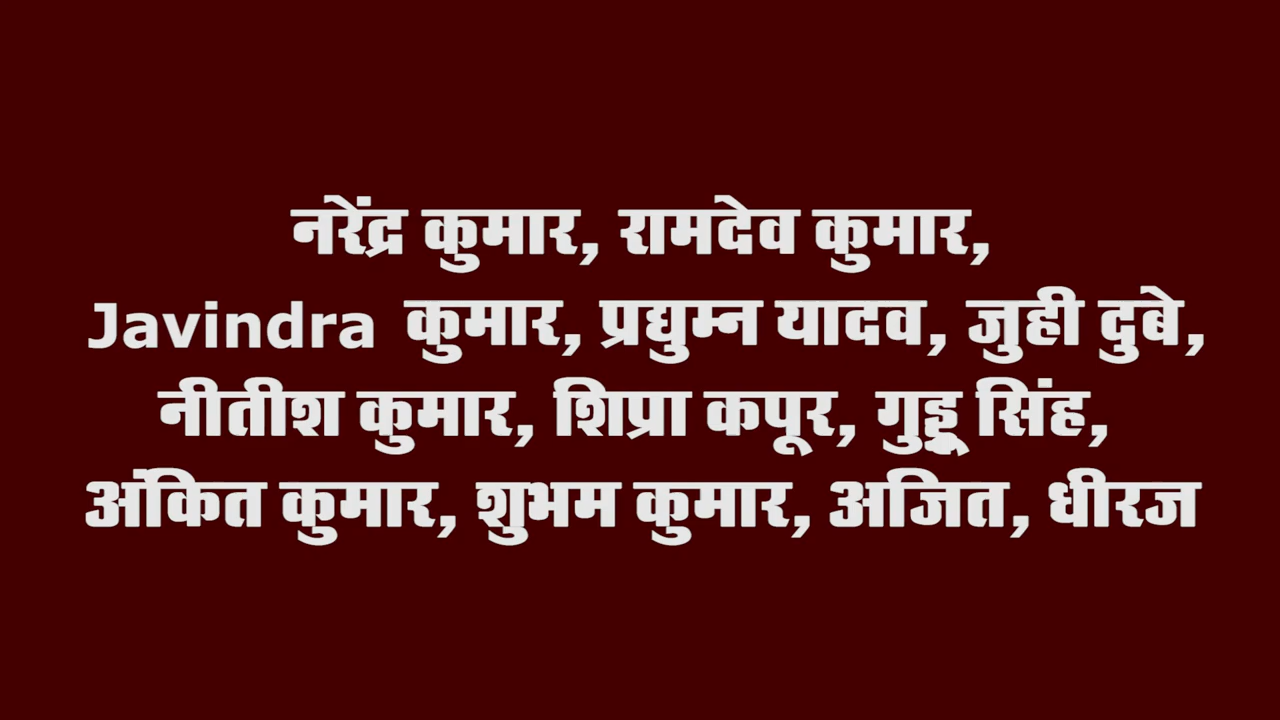 नरेंद्र कुमार, रामदेव कुमार,
Javindra कुमार, प्रद्युम्न यादव, जुही दुबे,
नीतीश कुमार, शिप्रा कपूर, गुड्डू सिंह,
अंकित कुमार, शुभम कुमार, अजित, धीरज